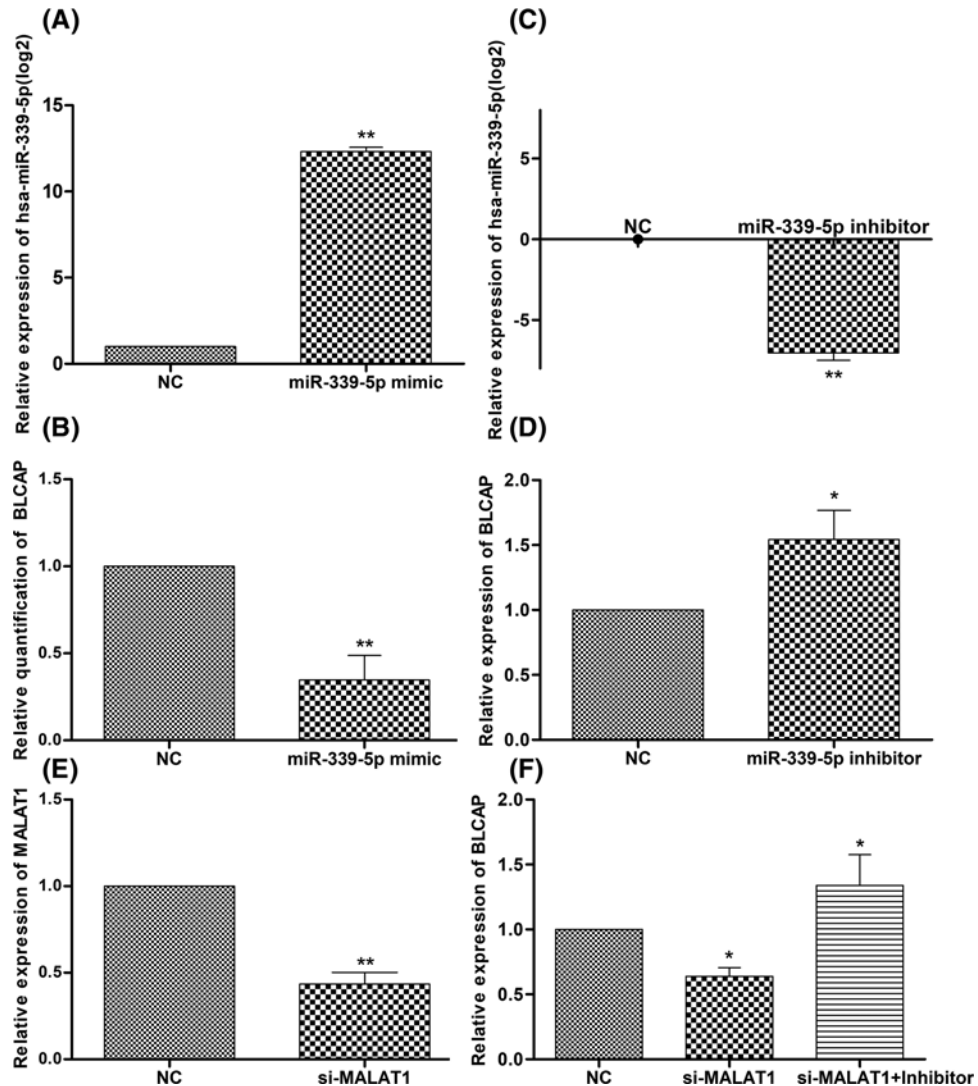 (A)
Relative expression of hsa-miR-339-5p(log2)
15
10
5
0
**
NC
miR-339-5p mimic
(C)
Relative expression of hsa-miR-339-5p(log2)
5
0
-5
NC
miR-339-5p inhibitor
**
(B)
Relative quantification of BLCAP
1.5
1.0
0.5
0.0
**
NC
miR-339-5p mimic
(D)
Relative expression of BLCAP
2.0
1.5
1.0
0.5
0.0
*
NC
miR-339-5p inhibitor
(E)
Relative expression of MALAT1
1.5
1.0
0.5
0.0
**
NC
si-MALAT1
(F)
Relative expression of BLCAP
2.0
1.5
1.0
0.5
0.0
*
*
NC
si-MALAT1
si-MALAT1+Inhibitor